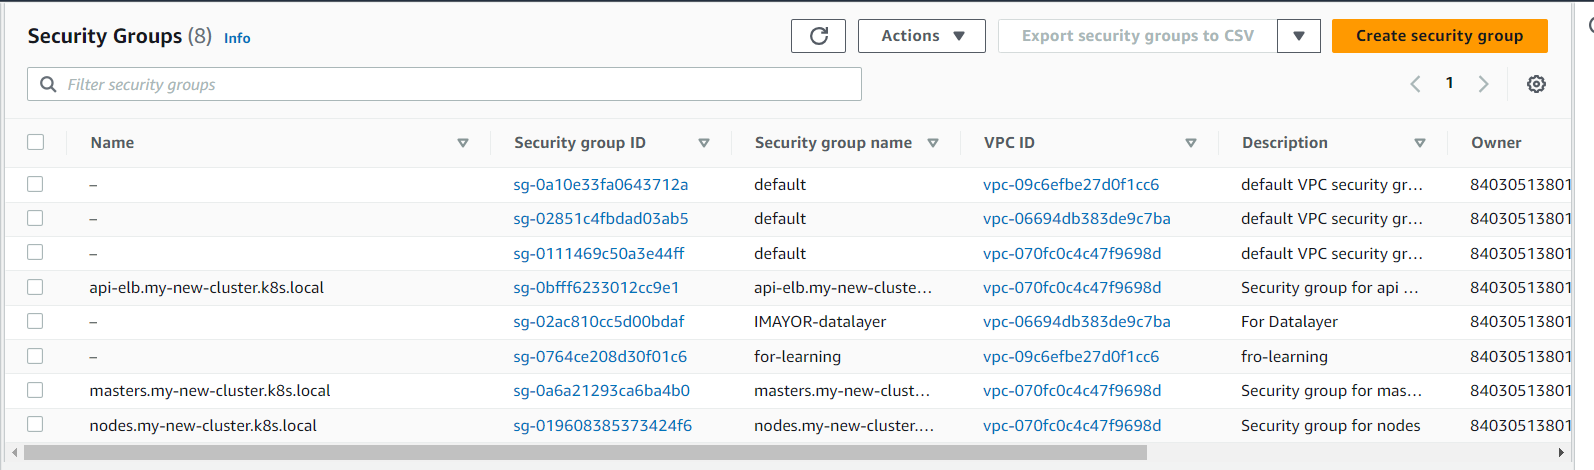 Security Groups (8) Info Actions Export security groups to CSV Create security group
Filter security groups 1
Name Security group ID Security group name VPC ID Description Owner
– sg-0a10e33fa0643712a default vpc-09c6efbe27d0f1cc6 default VPC security gr... 84030513801
– sg-02851c4fbdad03ab5 default vpc-06694db383de9c7ba default VPC security gr... 84030513801
– sg-0111469c50a3e44ff default vpc-070fc0c4c47f9698d default VPC security gr... 84030513801
api-elb.my-new-cluster.k8s.local sg-0bfff6233012cc9e1 api-elb.my-new-cluste... vpc-070fc0c4c47f9698d Security group for api ... 84030513801
– sg-02ac810cc5d00bdaf IMAYOR-datalayer vpc-06694db383de9c7ba For Datalayer 84030513801
– sg-0764ce208d30f01c6 for-learning vpc-09c6efbe27d0f1cc6 fro-learning 84030513801
masters.my-new-cluster.k8s.local sg-0a6a21293ca6ba4b0 masters.my-new-clust... vpc-070fc0c4c47f9698d Security group for mas... 84030513801
nodes.my-new-cluster.k8s.local sg-019608385373424f6 nodes.my-new-cluster.... vpc-070fc0c4c47f9698d Security group for nodes 84030513801